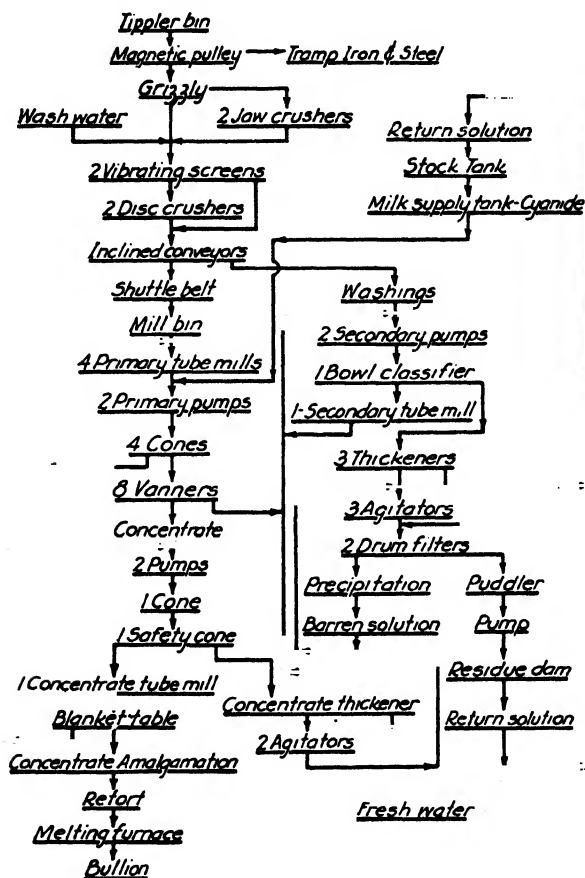 Tippler bin
Magnetic pulley
Tramp Iron & Steel
Grizzly
Wash water
2 Jaw crushers
2 Vibrating screens
2 Disc crushers
Inclined conveyors
Shuttle belt
Mill bin
4 Primary tube mills
2 Primary pumps
4 Cones
8 Vanners
Concentrate
2 Pumps
1 Cone
1 Safety cone
1 Concentrate tube mill
Blanket table
Concentrate Amalgamation
Retort
Melting furnace
Bullion
Return solution
Stock Tank
Milk supply tank-Cyanide
Washings
2 Secondary pumps
1 Bowl classifier
1-Secondary tube mill
3 Thickeners
3 Agitators
2 Drum filters
Precipitation
Puddler
Barren solution
Pump
Residue dam
Return solution
Concentrate thickener
2 Agitators
Fresh water